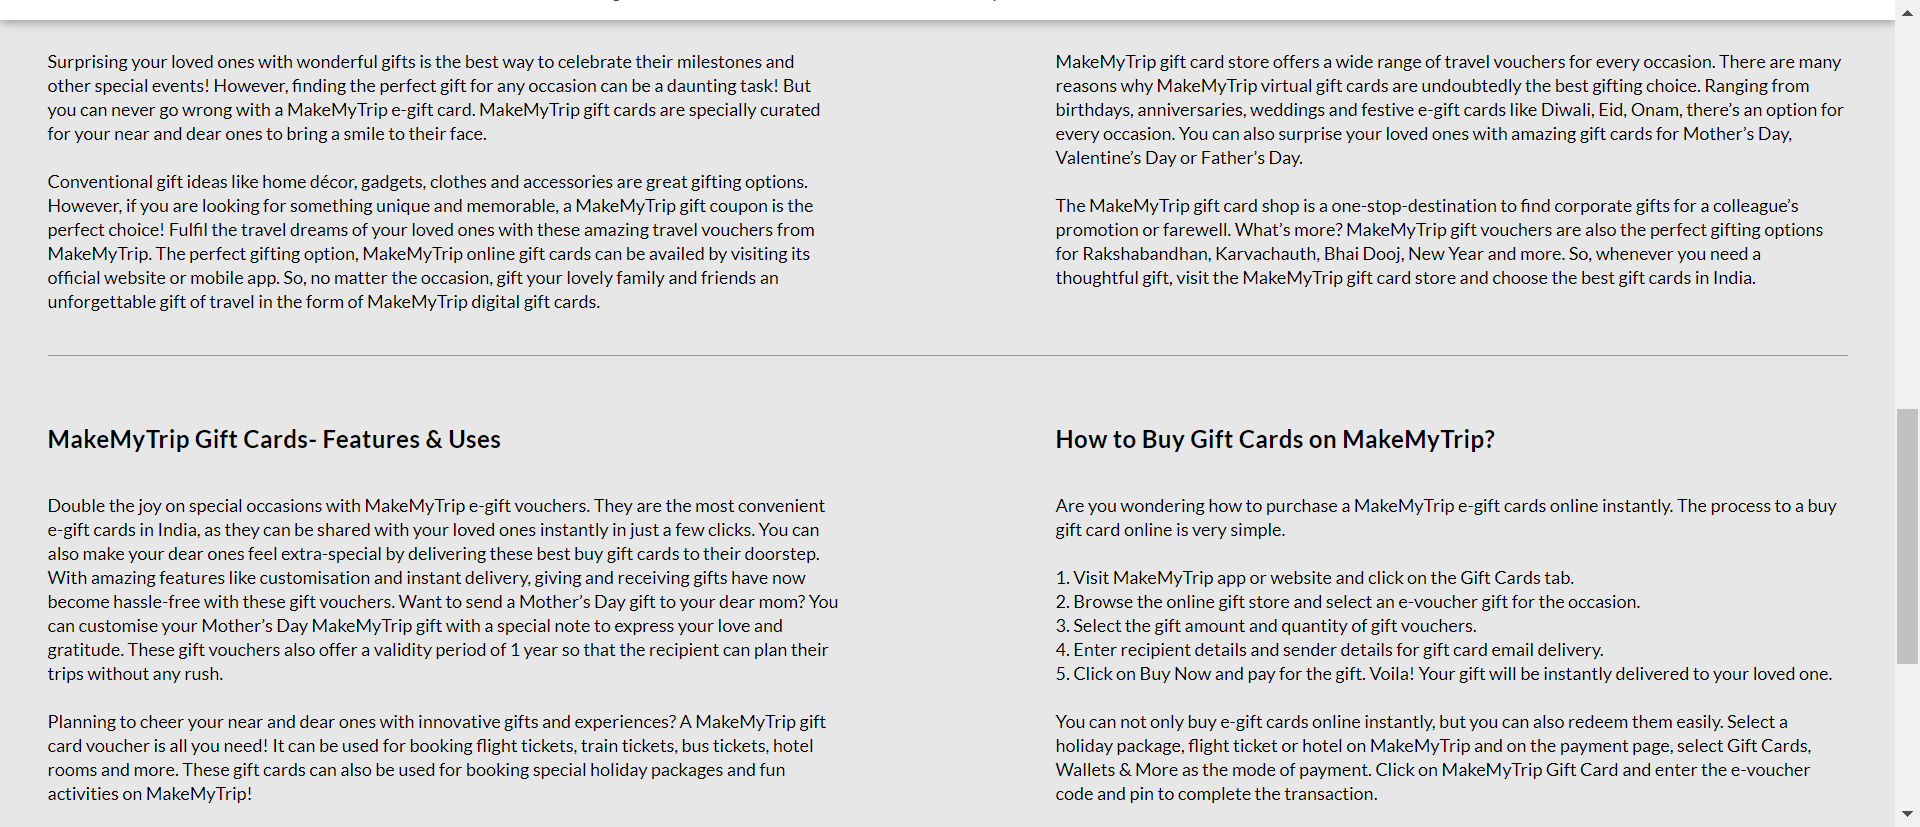 Surprising your loved ones with wonderful gifts is the best way to celebrate their milestones and
other special events! However, finding the perfect gift for any occasion can be a daunting task! But
you can never go wrong with a MakeMyTrip e-gift card. MakeMyTrip gift cards are specially curated
for your near and dear ones to bring a smile to their face.
Conventional gift ideas like home décor, gadgets, clothes and accessories are great gifting options.
However, if you are looking for something unique and memorable, a MakeMyTrip gift coupon is the
perfect choice! Fulfil the travel dreams of your loved ones with these amazing travel vouchers from
MakeMyTrip. The perfect gifting option, MakeMyTrip online gift cards can be availed by visiting its
official website or mobile app. So, no matter the occasion, gift your lovely family and friends an
unforgettable gift of travel in the form of MakeMyTrip digital gift cards.
MakeMyTrip gift card store offers a wide range of travel vouchers for every occasion. There are many
reasons why MakeMyTrip virtual gift cards are undoubtedly the best gifting choice. Ranging from
birthdays, anniversaries, weddings and festive e-gift cards like Diwali, Eid, Onam, there’s an option for
every occasion. You can also surprise your loved ones with amazing gift cards for Mother’s Day,
Valentine’s Day or Father’s Day.
The MakeMyTrip gift card shop is a one-stop-destination to find corporate gifts for a colleague’s
promotion or farewell. What’s more? MakeMyTrip gift vouchers are also the perfect gifting options
for Rakshabandhan, Karvachauth, Bhai Dooj, New Year and more. So, whenever you need a
thoughtful gift, visit the MakeMyTrip gift card store and choose the best gift cards in India.
MakeMyTrip Gift Cards- Features & Uses
Double the joy on special occasions with MakeMyTrip e-gift vouchers. They are the most convenient
e-gift cards in India, as they can be shared with your loved ones instantly in just a few clicks. You can
also make your dear ones feel extra-special by delivering these best buy gift cards to their doorstep.
With amazing features like customisation and instant delivery, giving and receiving gifts have now
become hassle-free with these gift vouchers. Want to send a Mother’s Day gift to your dear mom? You
can customise your Mother’s Day MakeMyTrip gift with a special note to express your love and
gratitude. These gift vouchers also offer a validity period of 1 year so that the recipient can plan their
trips without any rush.
Planning to cheer your near and dear ones with innovative gifts and experiences? A MakeMyTrip gift
card voucher is all you need! It can be used for booking flight tickets, train tickets, bus tickets, hotel
rooms and more. These gift cards can also be used for booking special holiday packages and fun
activities on MakeMyTrip!
How to Buy Gift Cards on MakeMyTrip?
Are you wondering how to purchase a MakeMyTrip e-gift cards online instantly. The process to a buy
gift card online is very simple.
1. Visit MakeMyTrip app or website and click on the Gift Cards tab.
2. Browse the online gift store and select an e-voucher gift for the occasion.
3. Select the gift amount and quantity of gift vouchers.
4. Enter recipient details and sender details for gift card email delivery.
5. Click on Buy Now and pay for the gift. Voila! Your gift will be instantly delivered to your loved one.
You can not only buy e-gift cards online instantly, but you can also redeem them easily. Select a
holiday package, flight ticket or hotel on MakeMyTrip and on the payment page, select Gift Cards,
Wallets & More as the mode of payment. Click on MakeMyTrip Gift Card and enter the e-voucher
code and pin to complete the transaction.